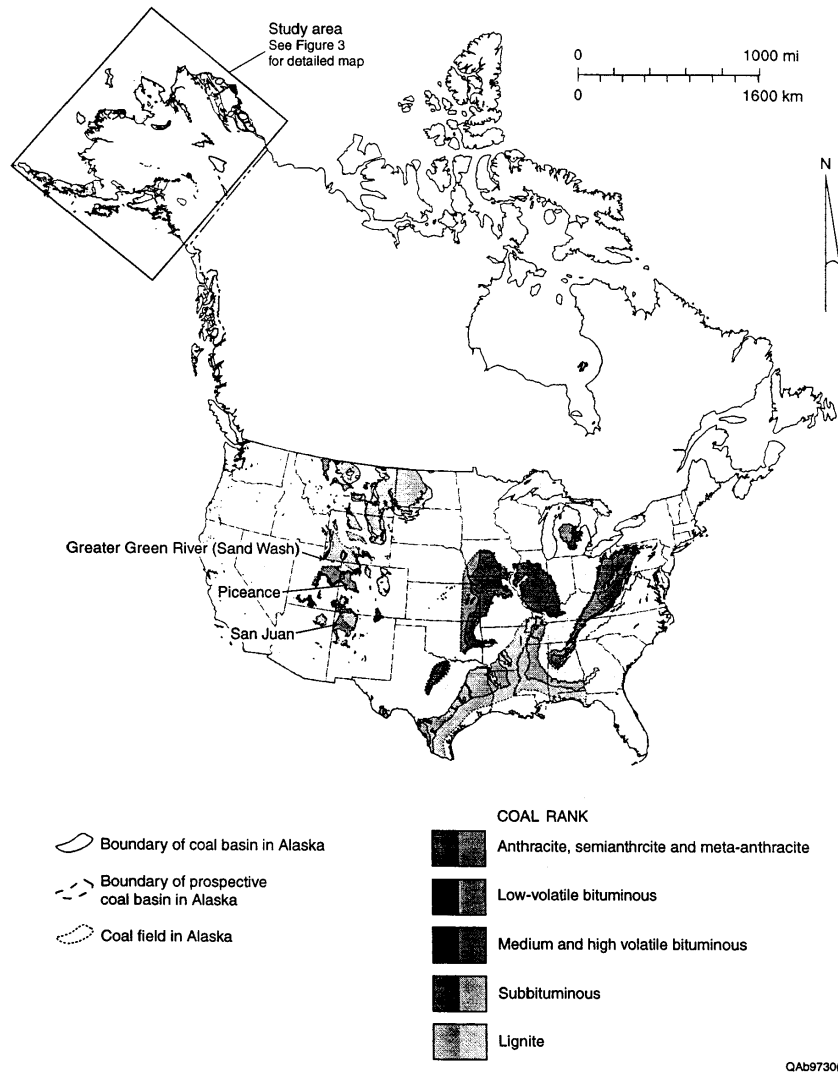 Study area
See Figure 3
for detailed map
0 1000 mi
0 1600 km
N
Greater Green River (Sand Wash)
Piceance
San Juan
COAL RANK
Boundary of coal basin in Alaska
Boundary of prospective
coal basin in Alaska
Coal field in Alaska
Anthracite, semianthrcite and meta-anthracite
Low-volatile bituminous
Medium and high volatile bituminous
Subbituminous
Lignite